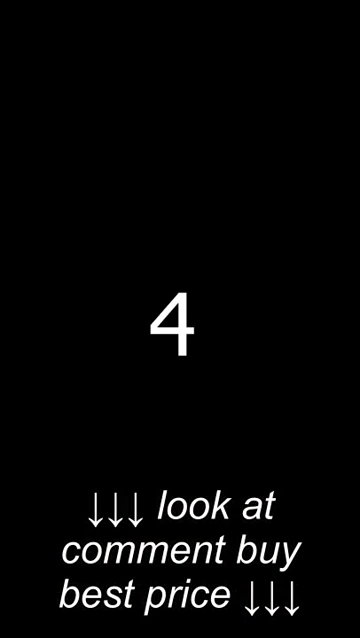 4
↓↓↓ look at
comment buy
best price ↓↓↓